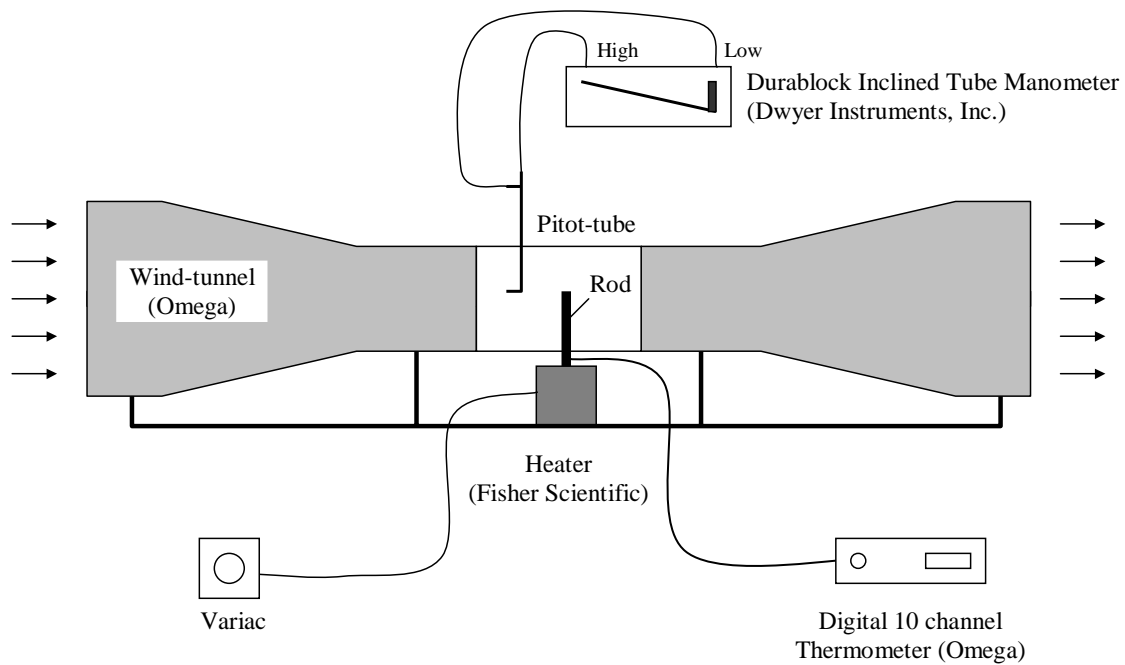 High
Low
Durablock Inclined Tube Manometer
(Dwyer Instruments, Inc.)
Pitot-tube
Wind-tunnel
(Omega)
Rod
Heater
(Fisher Scientific)
Variac
Digital 10 channel
Thermometer (Omega)